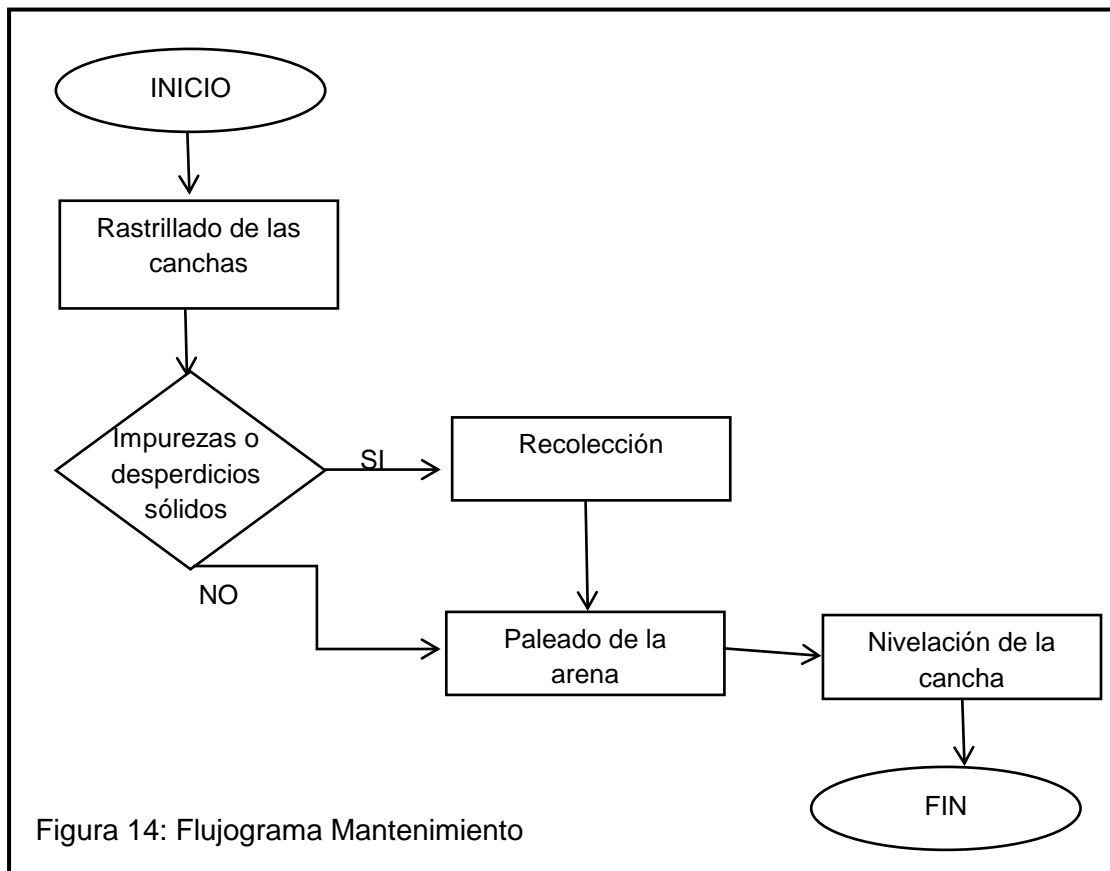 INICIO
Rastrillado de las
canchas
Impurezas o
desperdicios
sólidos
SI
Recolección
NO
Paleado de la
arena
Nivelación de la
cancha
FIN
Figura 14: Flujograma Mantenimiento